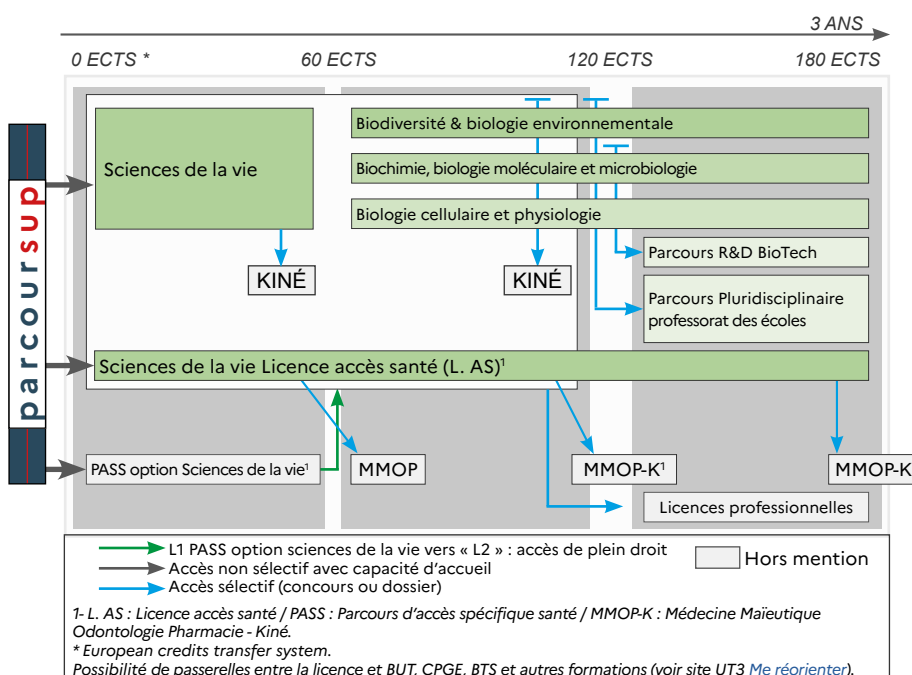 3 ANS
0 ECTS *
60 ECTS
120 ECTS
180 ECTS
parcoursup
Sciences de la vie
Biodiversité & biologie environnementale
Biochimie, biologie moléculaire et microbiologie
Biologie cellulaire et physiologie
KINÉ
KINÉ
Parcours R&D BioTech
Parcours Pluridisciplinaire
professorat des écoles
Sciences de la vie Licence accès santé (L. AS)¹
PASS option Sciences de la vie¹
MMOP
MMOP-K¹
MMOP-K
Licences professionnelles
L1 PASS option sciences de la vie vers « L2 » : accès de plein droit
Accès non sélectif avec capacité d'accueil
Accès sélectif (concours ou dossier)
Hors mention
1- L. AS : Licence accès santé / PASS : Parcours d'accès spécifique santé / MMOP-K : Médecine Maïeutique
Odontologie Pharmacie - Kiné.
* European credits transfer system.
Possibilité de passerelles entre la licence et BUT, CPGE, BTS et autres formations (voir site UT3 Me réorienter).